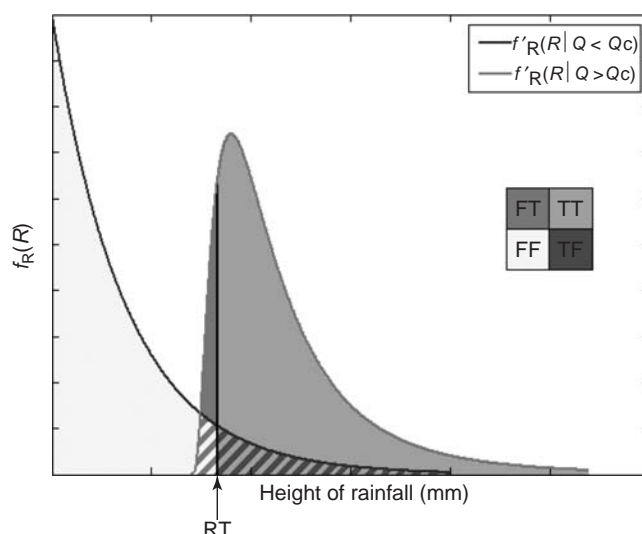 f′R(R| Q < Qc)
f′R(R| Q >Qc)
FT TT
FF TF
fR(R)
Height of rainfall (mm)
RT